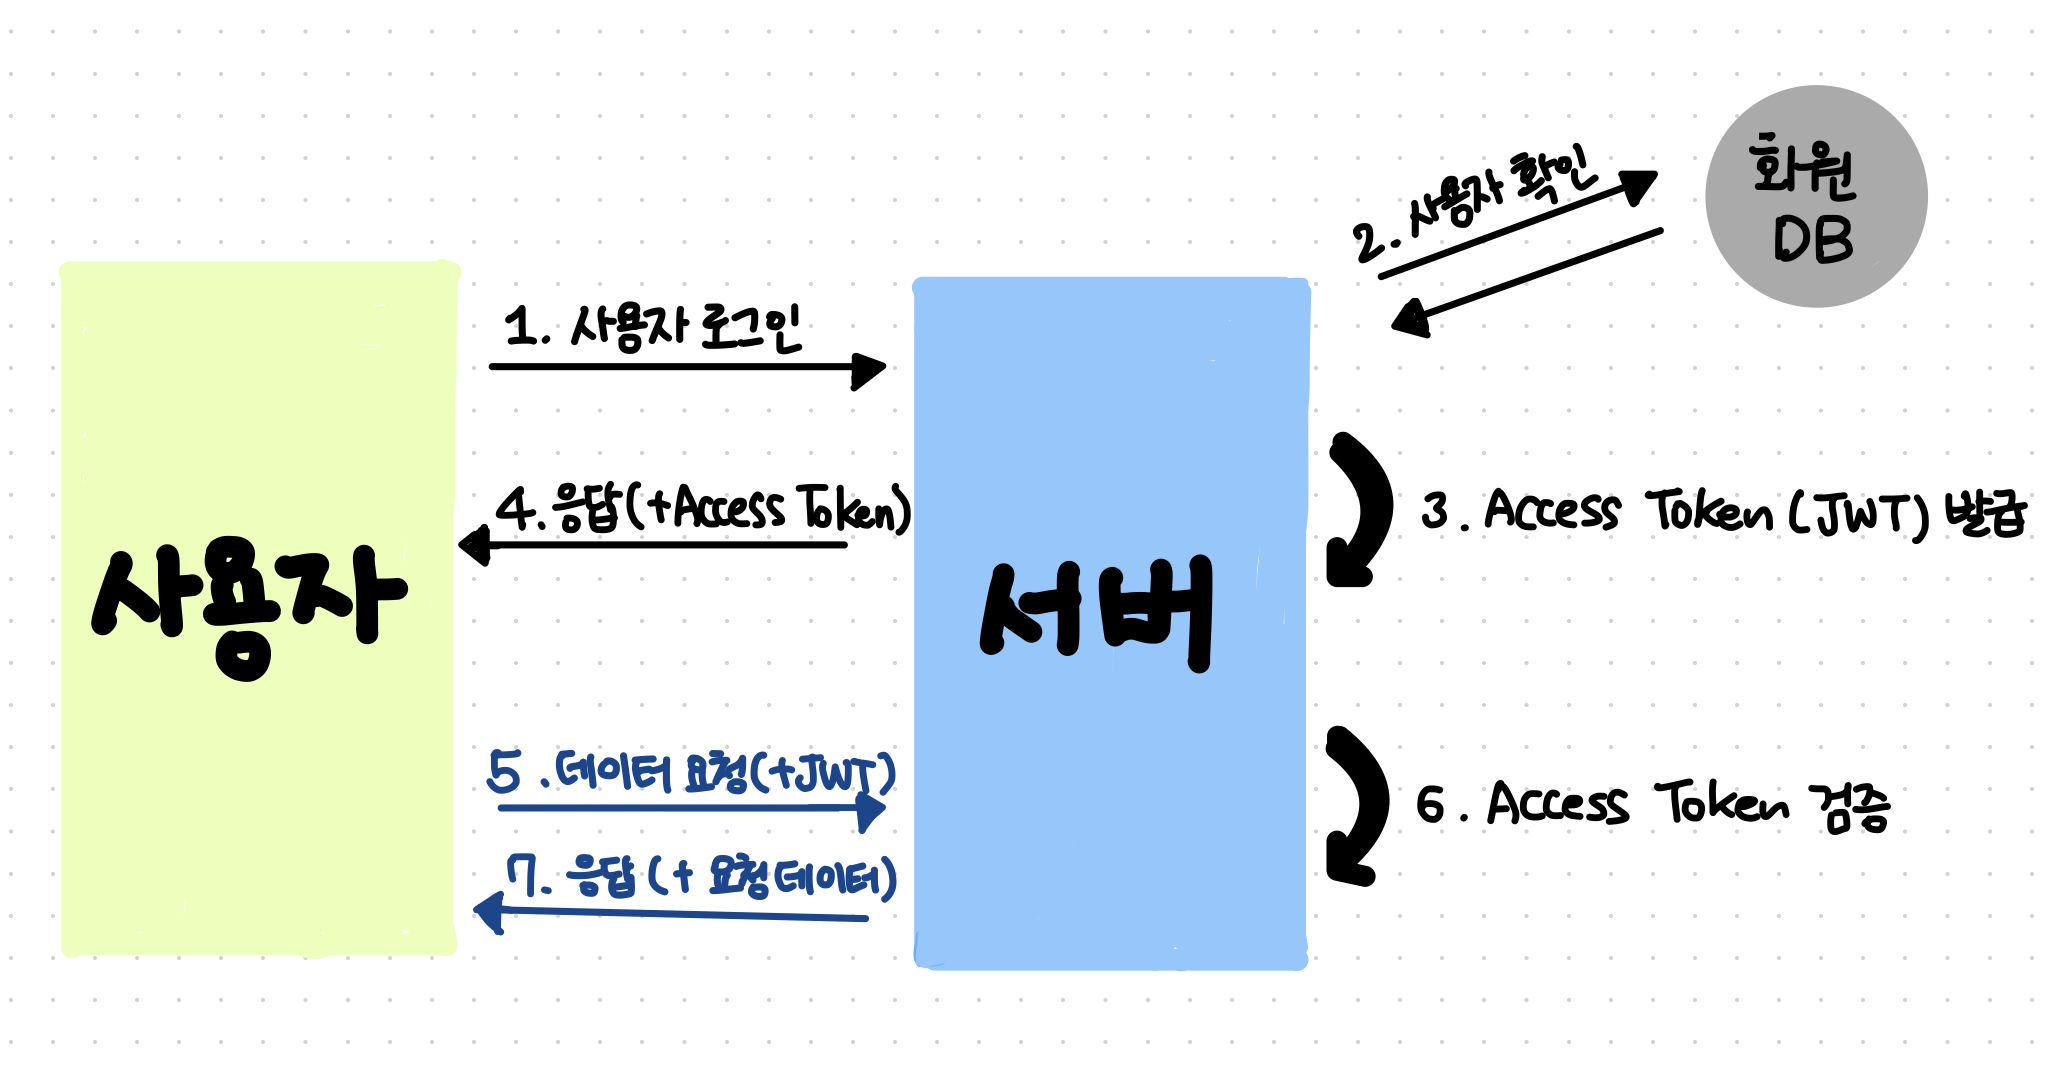 화원
DB
2. 사용자 확인
1. 사용자 로그인
4. 응답(+Access Token)
3. Access Token (JWT) 발급
사용자
서버
5. 데이터 요청(+JWT)
6. Access Token 검증
7. 응답 (+ 요청 데이터)